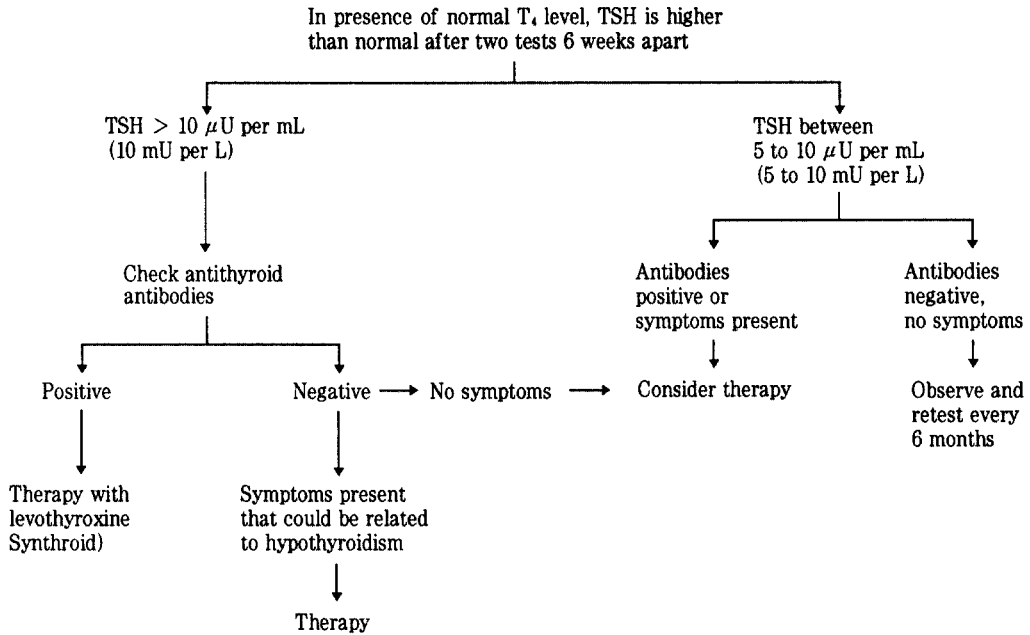 In presence of normal T₄ level, TSH is higher
than normal after two tests 6 weeks apart
TSH > 10 μU per mL
(10 mU per L)
TSH between
5 to 10 μU per mL
(5 to 10 mU per L)
Check antithyroid
antibodies
Antibodies
positive or
symptoms present
Antibodies
negative,
no symptoms
Positive
Negative
No symptoms
Consider therapy
Observe and
retest every
6 months
Therapy with
levothyroxine
Synthroid)
Symptoms present
that could be related
to hypothyroidism
Therapy